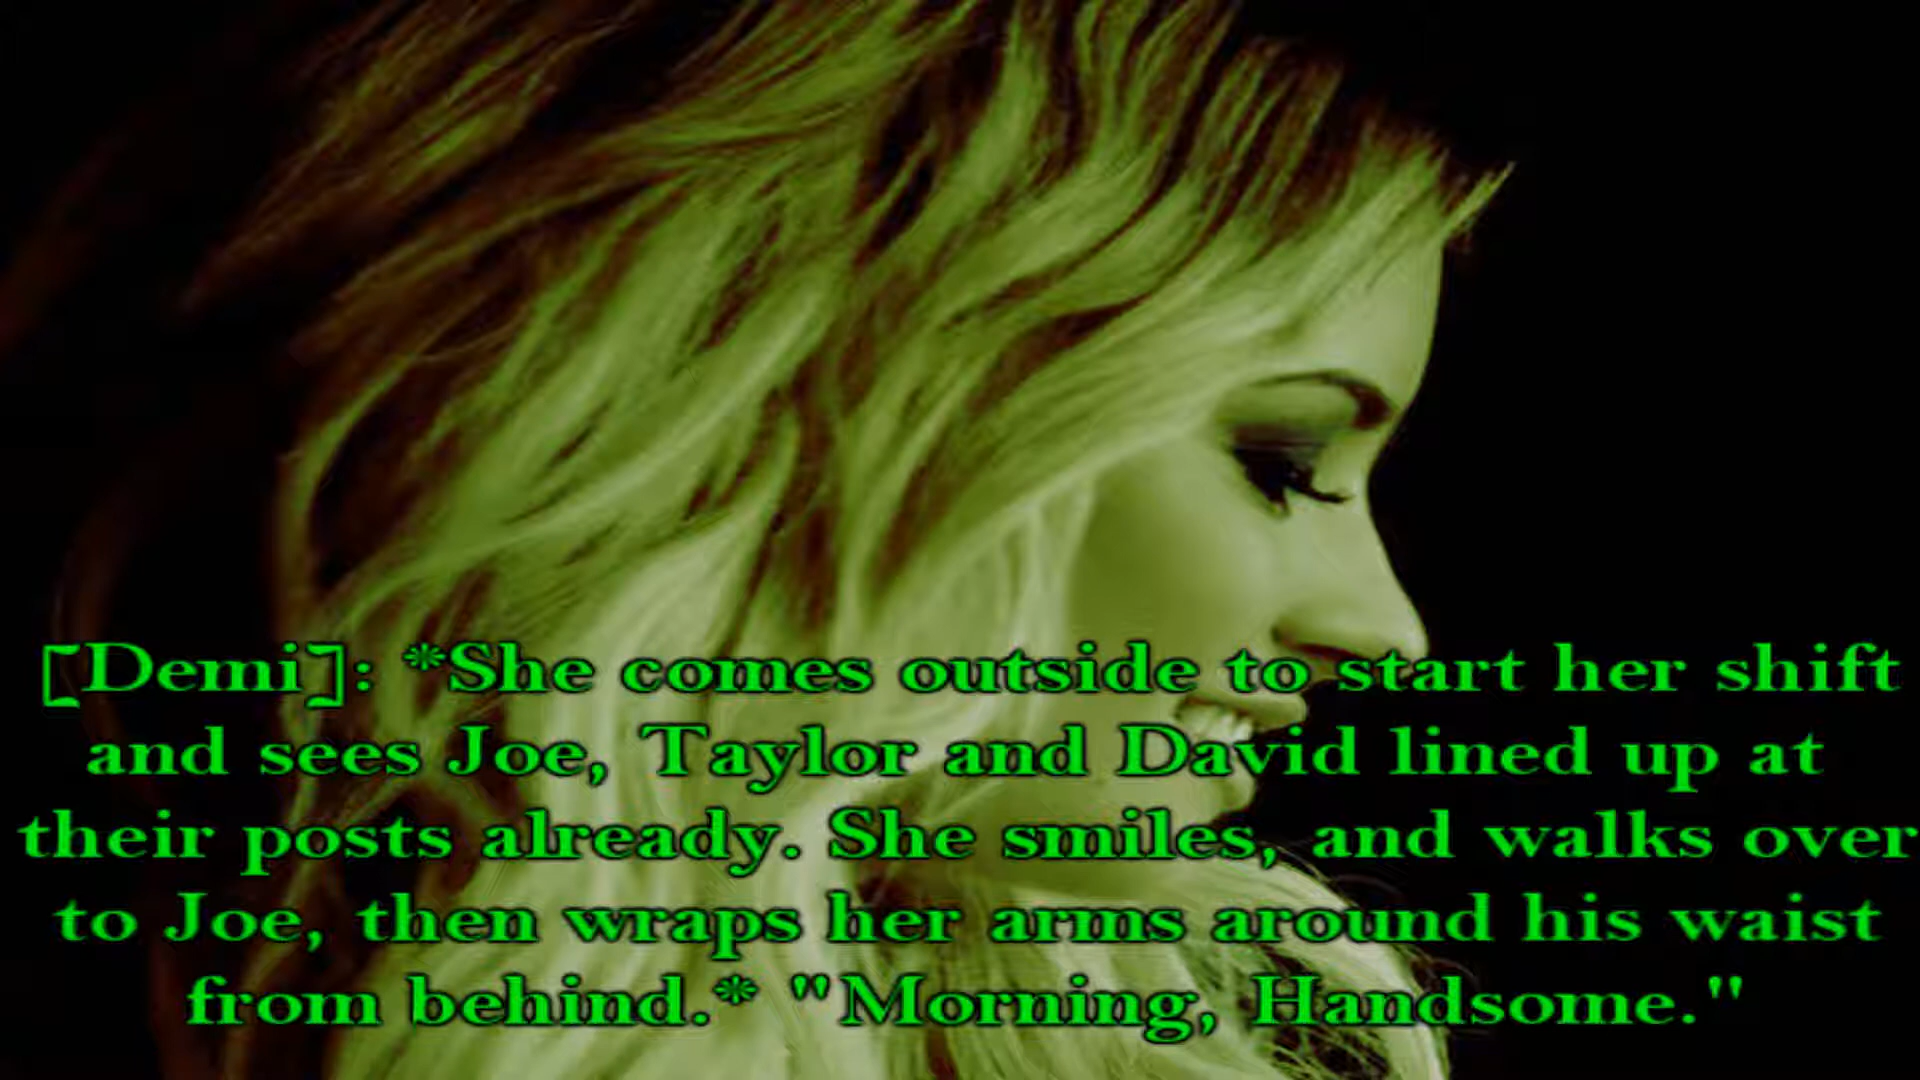 [Demi]: *She comes outside to start her shift
and sees Joe, Taylor and David lined up at
their posts already. She smiles, and walks over
to Joe, then wraps her arms around his waist
from behind.* "Morning, Handsome."